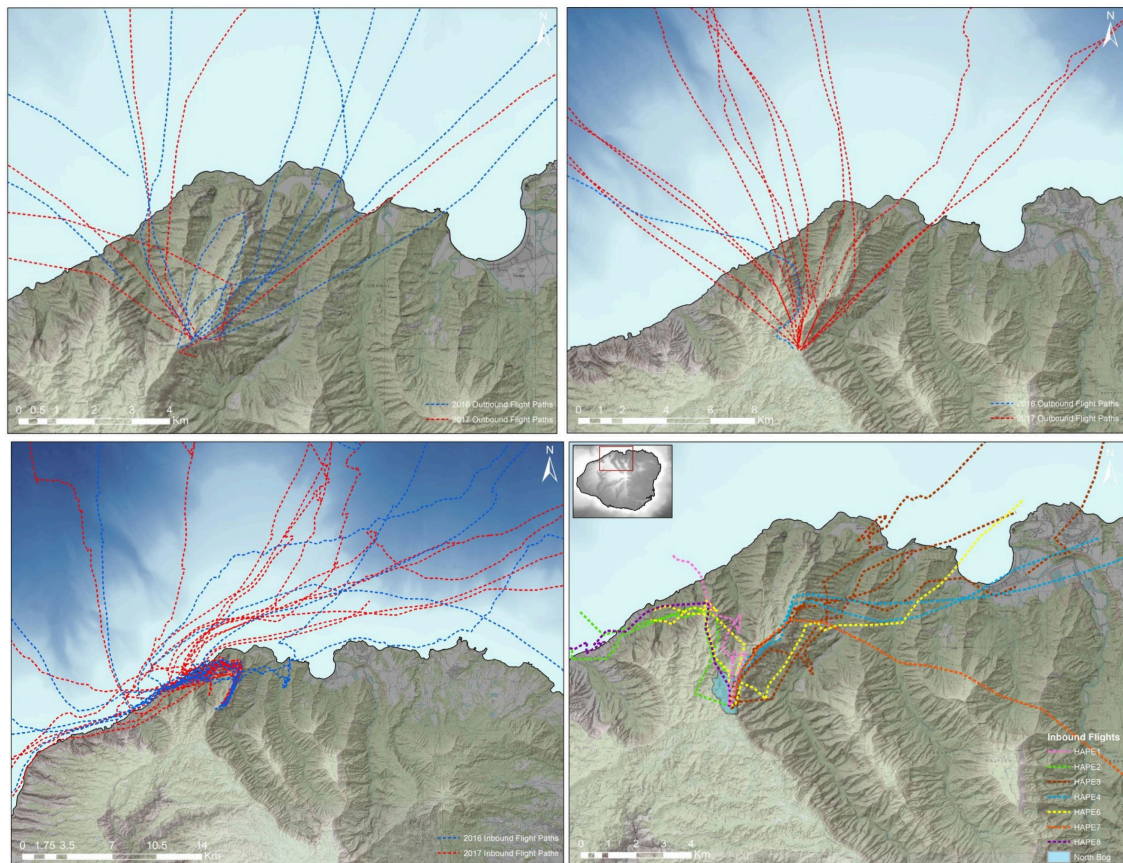 N
0 0.5 1 2 3 4
Km
2016 Outbound Flight Paths
2017 Outbound Flight Paths
N
0 1 2 4 6 8
Km
2016 Outbound Flight Paths
2017 Outbound Flight Paths
N
0 1.75 3.5 7 10.5 14
Km
2016 Inbound Flight Paths
2017 Inbound Flight Paths
N
0 1 2 4 6 8
Km
Inbound Flights
HAPE1
HAPE2
HAPE3
HAPE4
HAPE6
HAPE7
HAPE8
North Bog